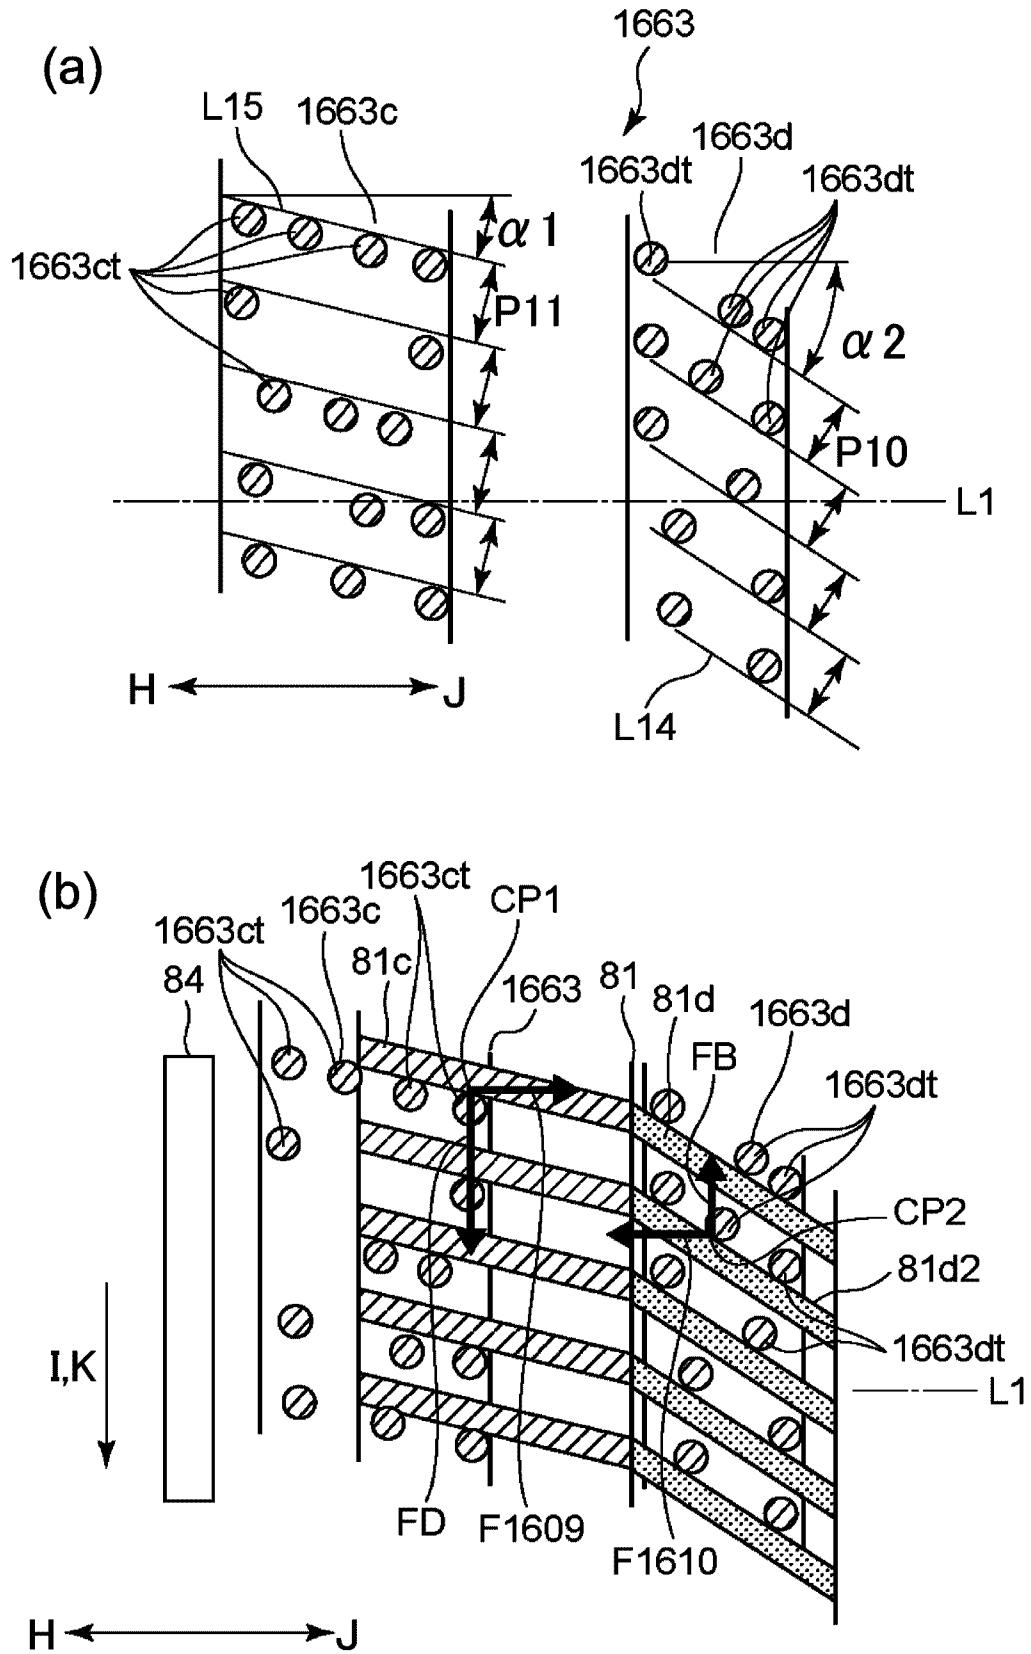 (a)
1663
L15
1663c
1663d
1663dt
1663dt
α1
1663ct
P11
α2
P10
L1
H
J
L14
(b)
1663ct
CP1
1663c
1663ct
81c
1663
81
84
81d
1663d
FB
1663dt
CP2
81d2
1663dt
I,K
L1
FD
F1609
F1610
H
J